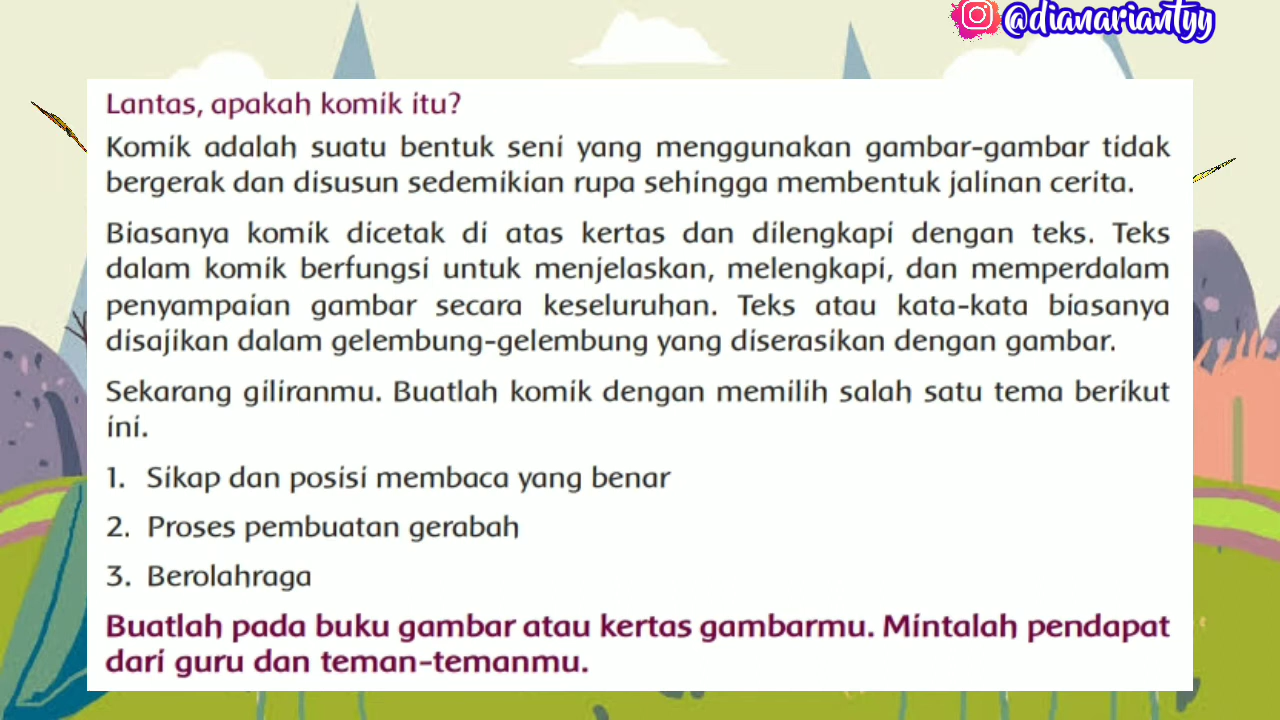 @dianariantyy
Lantas, apakah komik itu?
Komik adalah suatu bentuk seni yang menggunakan gambar-gambar tidak
bergerak dan disusun sedemikian rupa sehingga membentuk jalinan cerita.
Biasanya komik dicetak di atas kertas dan dilengkapi dengan teks. Teks
dalam komik berfungsi untuk menjelaskan, melengkapi, dan memperdalam
penyampaian gambar secara keseluruhan. Teks atau kata-kata biasanya
disajikan dalam gelembung-gelembung yang diserasikan dengan gambar.
Sekarang giliranmu. Buatlah komik dengan memilih salah satu tema berikut
ini.
1. Sikap dan posisi membaca yang benar
2. Proses pembuatan gerabah
3. Berolahraga
Buatlah pada buku gambar atau kertas gambarmu. Mintalah pendapat
dari guru dan teman-temanmu.